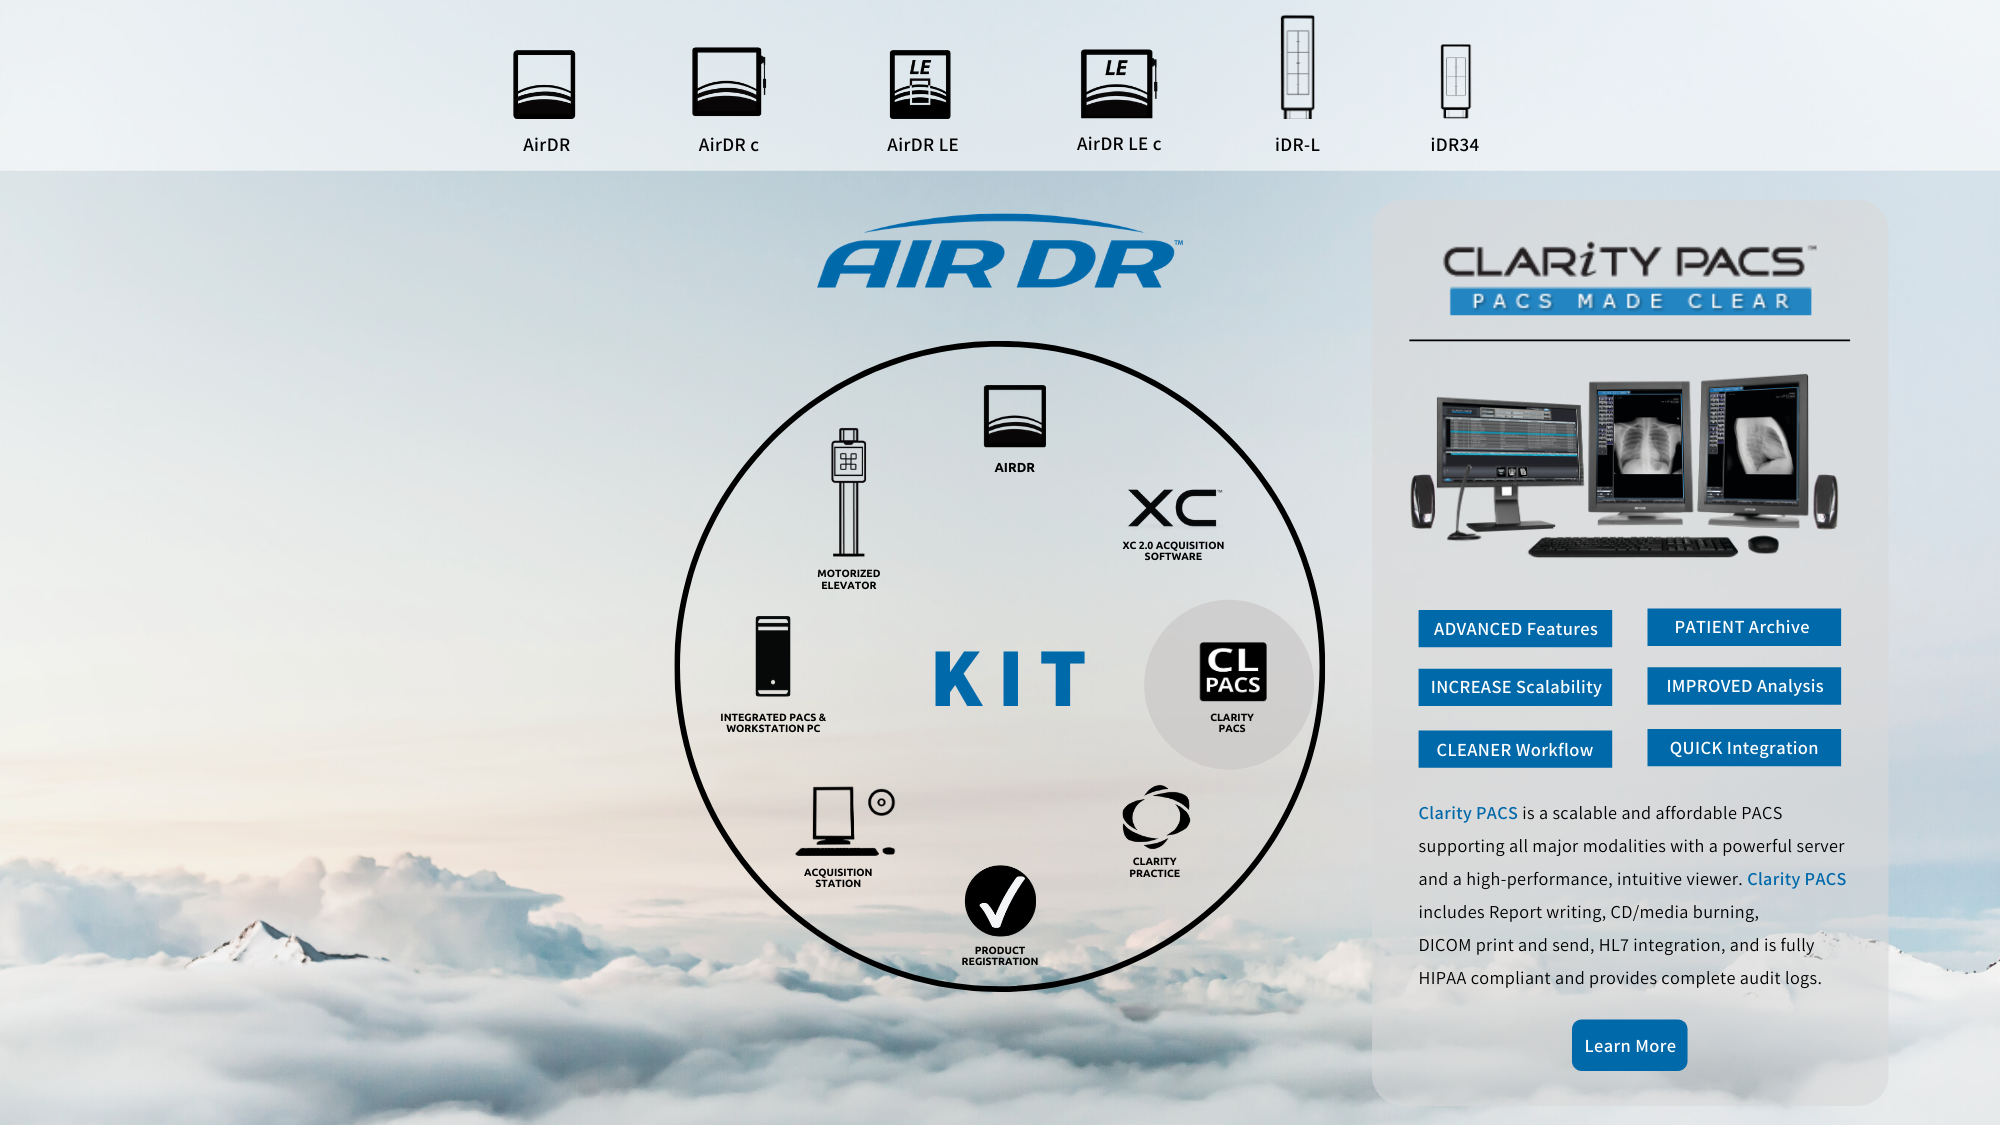 LE
LE
AirDR
AirDR c
AirDR LE
AirDR LE c
iDR-L
iDR34
AIR DR™
CLARiTY PACS™
PACS MADE CLEAR
AIRDR
XC™
XC 2.0 ACQUISITION
SOFTWARE
MOTORIZED
ELEVATOR
KIT
CL
PACS
CLARITY
PACS
INTEGRATED PACS &
WORKSTATION PC
ACQUISITION
STATION
CLARITY
PRACTICE
PRODUCT
REGISTRATION
ADVANCED Features
PATIENT Archive
INCREASE Scalability
IMPROVED Analysis
CLEANER Workflow
QUICK Integration
Clarity PACS is a scalable and affordable PACS
supporting all major modalities with a powerful server
and a high-performance, intuitive viewer. Clarity PACS
includes Report writing, CD/media burning,
DICOM print and send, HL7 integration, and is fully
HIPAA compliant and provides complete audit logs.
Learn More